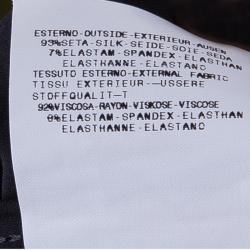 ESTERNO-OUTSIDE-EXTERIEUR-AUSEN
93%SETA-SILK-SEIDE-SOIE-SEDA
7%ELASTAM-SPANDEX-ELASTHAN
ELASTHANNE-ELASTANO
TESSUTO ESTERNO-EXTERNAL FABRIC
TISSU EXTERIEUR-—USSERE
STOFFQUALIT—T
92%VISCOSA-RAYON-VISKOSE-VISCOSE
8%ELASTAM-SPANDEX-ELASTHAN
ELASTHANNE-ELASTANO